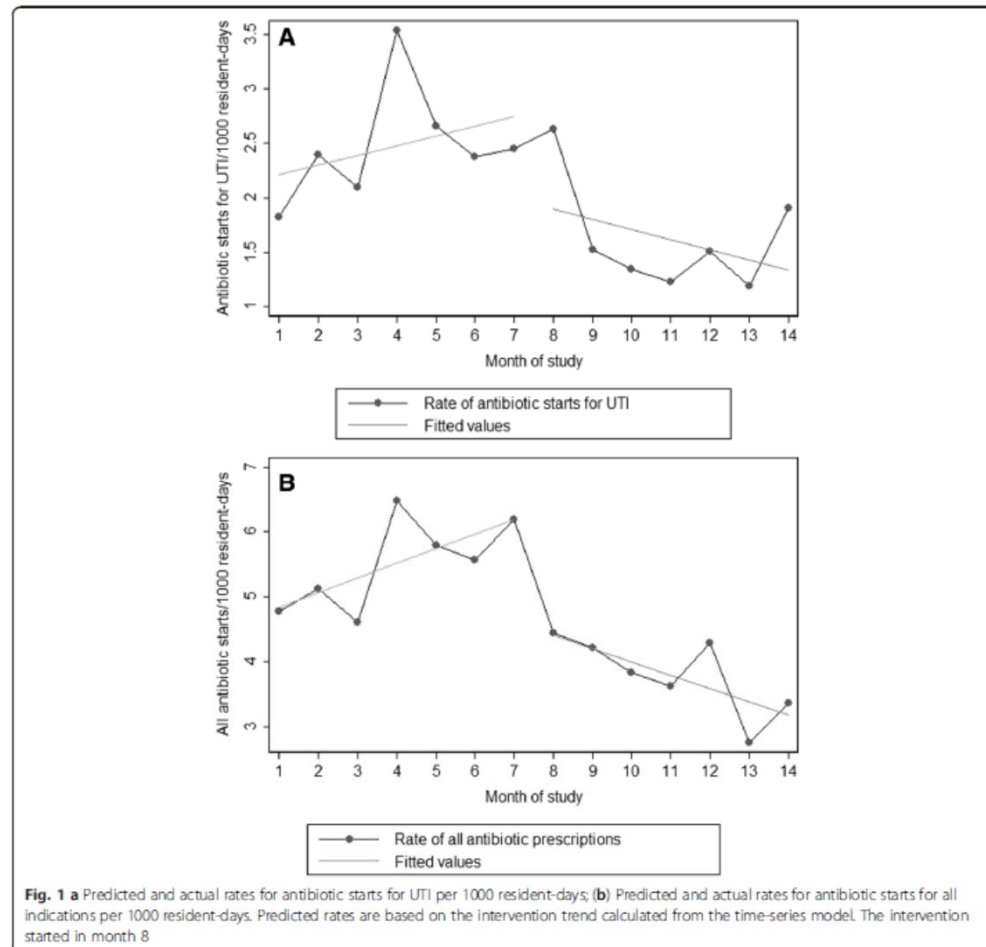 A
Antibiotic starts for UTI/1000 resident-days
3.5
3
2.5
2
1.5
1
1 2 3 4 5 6 7 8 9 10 11 12 13 14
Month of study
Rate of antibiotic starts for UTI
Fitted values
B
All antibiotic starts/1000 resident-days
7
6
5
4
3
1 2 3 4 5 6 7 8 9 10 11 12 13 14
Month of study
Rate of all antibiotic prescriptions
Fitted values
Fig. 1 a Predicted and actual rates for antibiotic starts for UTI per 1000 resident-days; (b) Predicted and actual rates for antibiotic starts for all
indications per 1000 resident-days. Predicted rates are based on the intervention trend calculated from the time-series model. The intervention
started in month 8